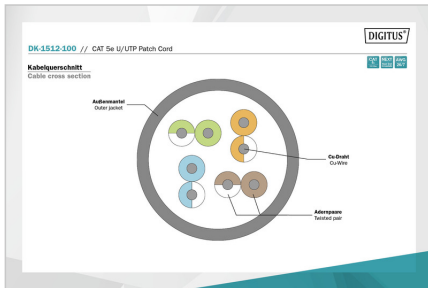 DIGITUS®
DK-1512-100 // CAT 5e U/UTP Patch Cord
Kabelquerschnitt
Cable cross section
Außenmantel
Outer jacket
Cu-Draht
Cu-Wire
Adernpaare
Twisted pair